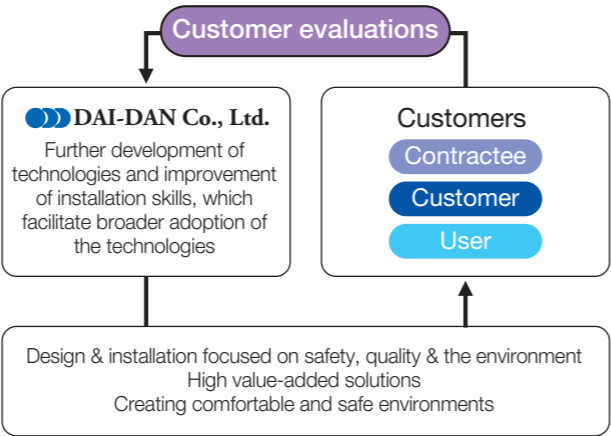 Customer evaluations
DAI-DAN Co., Ltd.
Further development of
technologies and improvement
of installation skills, which
facilitate broader adoption of
the technologies
Customers
Contractee
Customer
User
Design & installation focused on safety, quality & the environment
High value-added solutions
Creating comfortable and safe environments